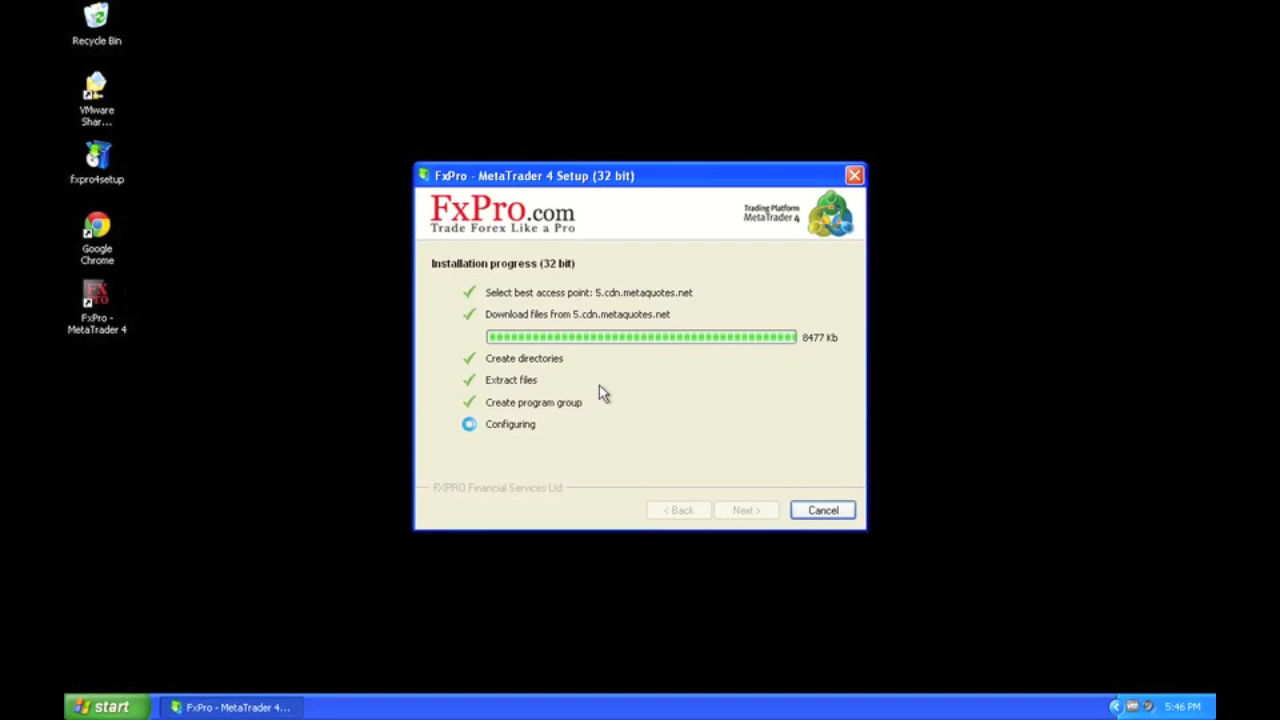 Recycle Bin
VMware
Shar...
fxpro4setup
Google
Chrome
FX
PRO
FxPro -
MetaTrader 4
FxPro - MetaTrader 4 Setup (32 bit)
FxPro.com
Trade Forex Like a Pro
Trading Platform
MetaTrader 4
Installation progress (32 bit)
Select best access point: 5.cdn.metaquotes.net
Download files from 5.cdn.metaquotes.net
8477 Kb
Create directories
Extract files
Create program group
Configuring
FXPRO Financial Services Ltd
< Back
Next >
Cancel
start
FxPro - MetaTrader 4...
5:46 PM